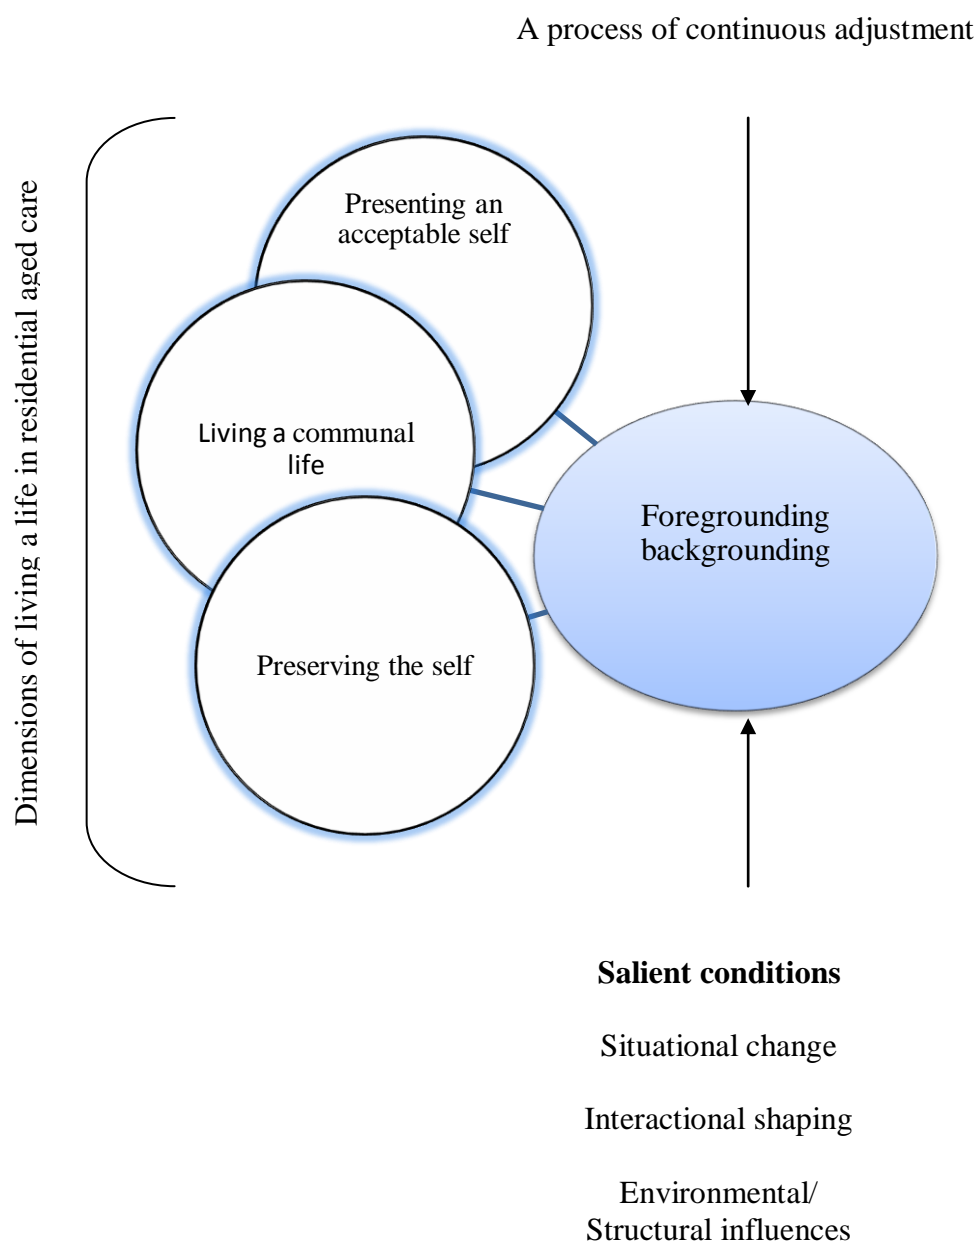 A process of continuous adjustment
Dimensions of living a life in residential aged care
Presenting an
acceptable self
Living a communal
life
Preserving the self
Foregrounding
backgrounding
Salient conditions
Situational change
Interactional shaping
Environmental/
Structural influences